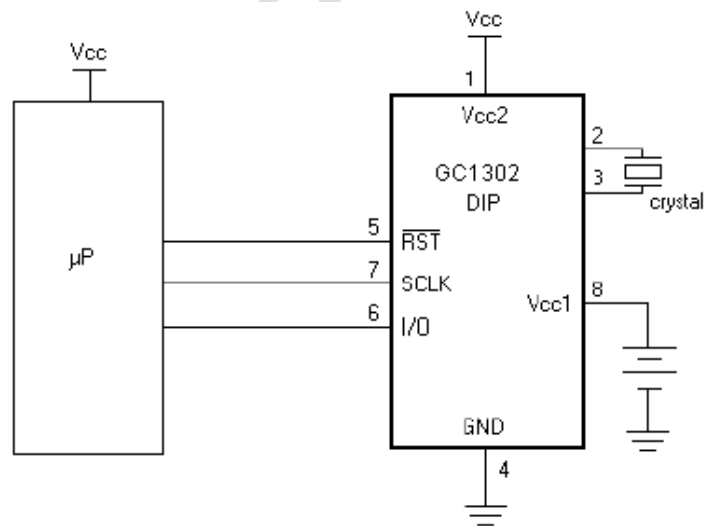 Vcc
Vcc
1
Vcc2
2
GC1302
DIP
3
crystal
5
RST
µP
7
SCLK
8
Vcc1
6
I/O
GND
4